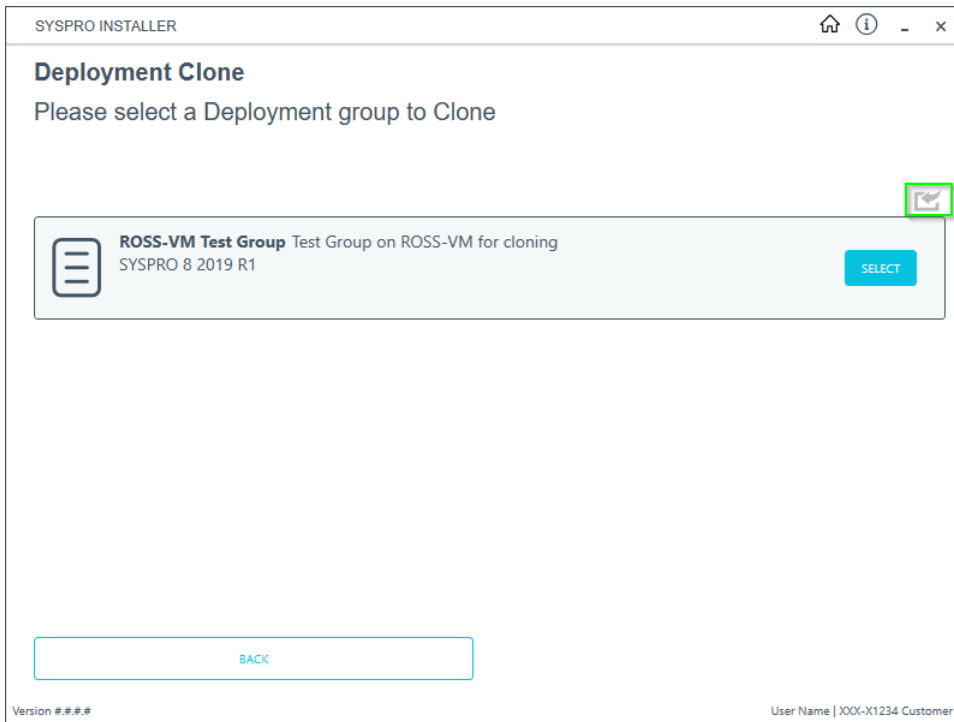 SYSPRO INSTALLER
Deployment Clone
Please select a Deployment group to Clone
ROSS-VM Test Group Test Group on ROSS-VM for cloning
SYSPRO 8 2019 R1
SELECT
BACK
Version #.#.#.#
User Name | XXX-X1234 Customer